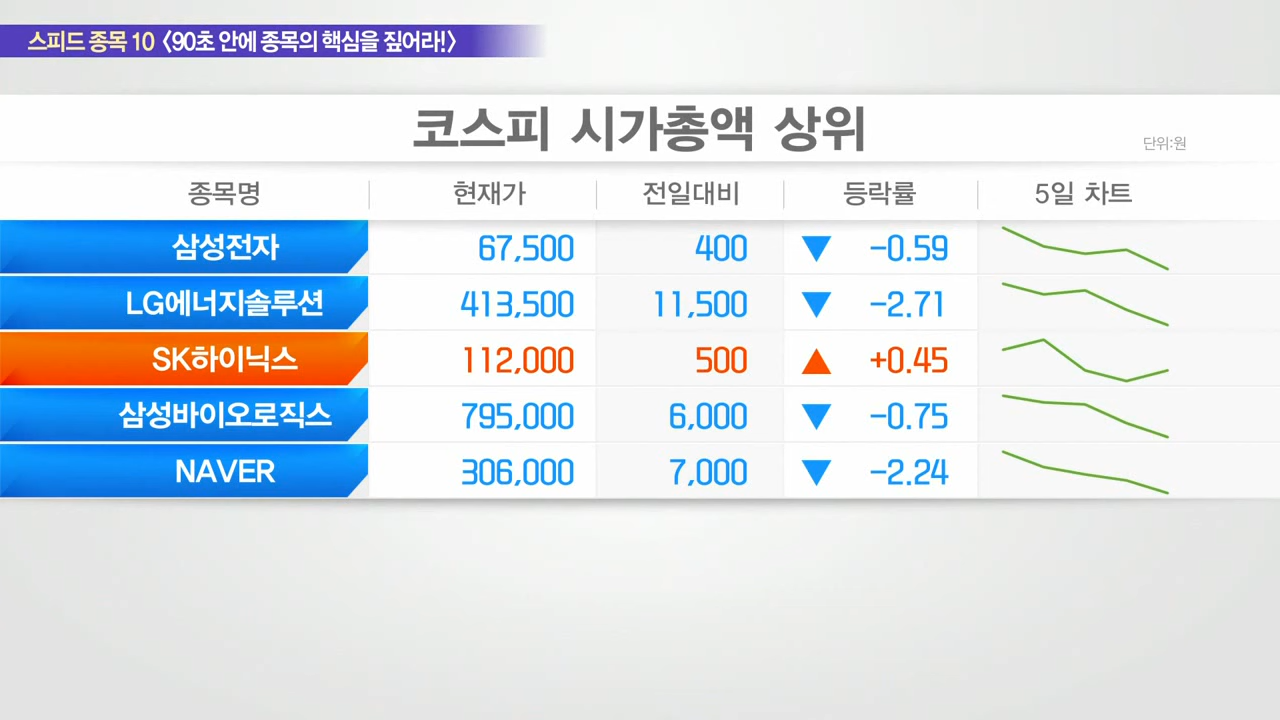 스피드 종목 10 〈90초 안에 종목의 핵심을 짚어라!〉
코스피 시가총액 상위
단위:원
종목명 현재가 전일대비 등락률 5일 차트
삼성전자 67,500 400 ▼ -0.59
LG에너지솔루션 413,500 11,500 ▼ -2.71
SK하이닉스 112,000 500 ▲ +0.45
삼성바이오로직스 795,000 6,000 ▼ -0.75
NAVER 306,000 7,000 ▼ -2.24